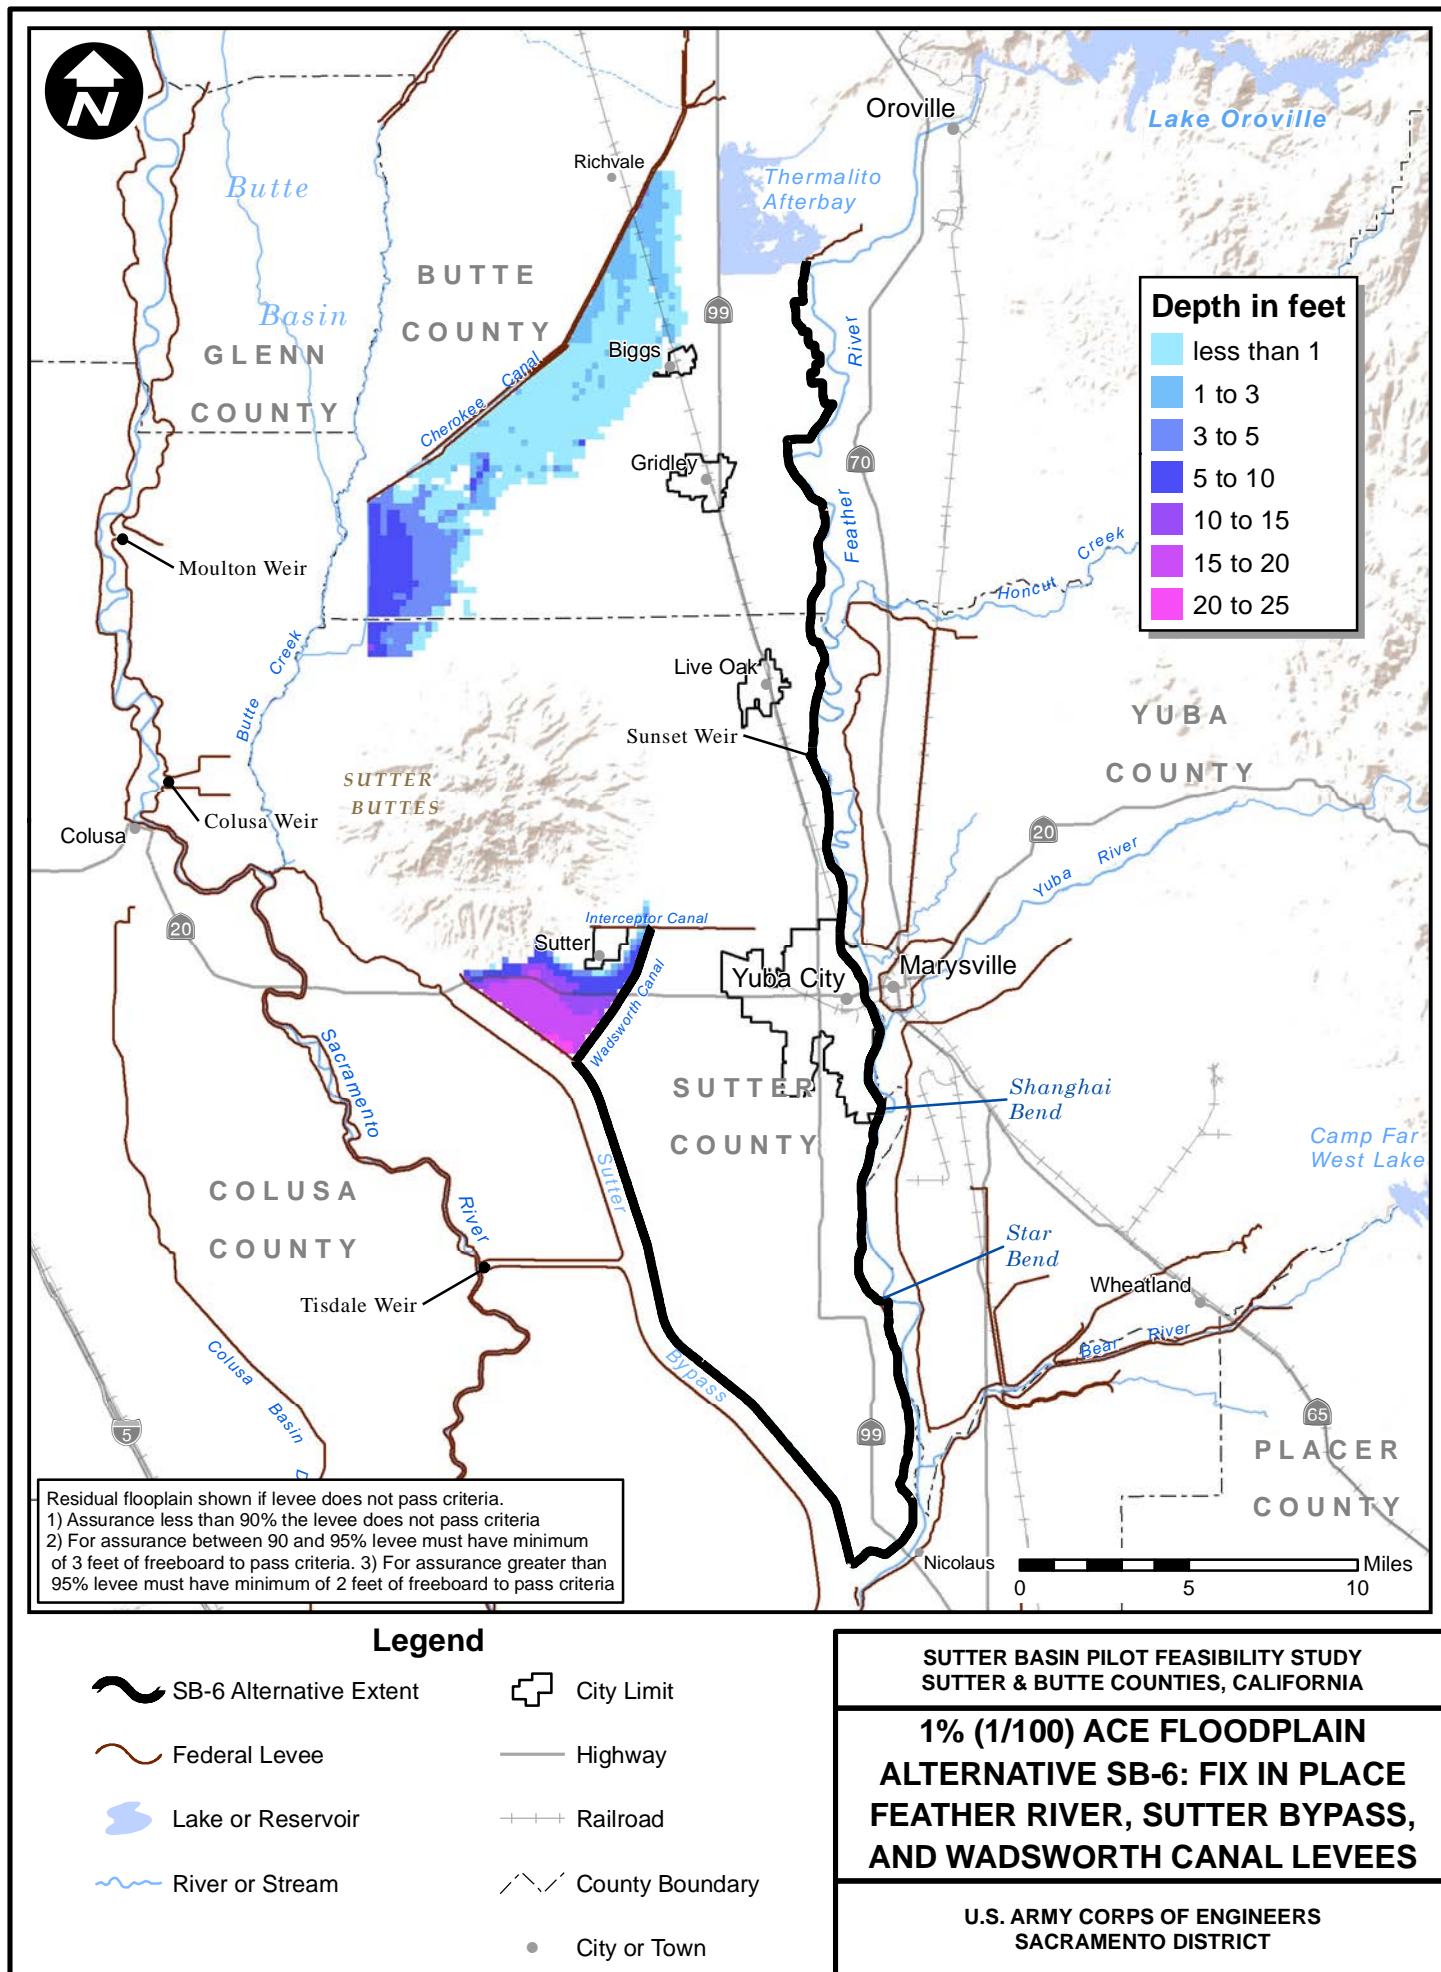 N
Oroville
Lake Oroville
Richvale
Thermalito
Afterbay
Butte
BUTTE
COUNTY
Basin
GLENN
COUNTY
99
Biggs
River
Depth in feet
less than 1
1 to 3
3 to 5
5 to 10
10 to 15
15 to 20
20 to 25
Cherokee Canal
Gridley
70
Feather
Moulton Weir
Honcut Creek
Butte Creek
Live Oak
Sunset Weir
YUBA
COUNTY
SUTTER
BUTTES
Colusa Weir
Colusa
20
Yuba River
20
Interceptor Canal
Sutter
Wadsworth Canal
Yuba City
Marysville
Sacramento
River
SUTTER
COUNTY
Shanghai
Bend
Camp Far
West Lake
COLUSA
COUNTY
Sutter
Bypass
Star
Bend
Wheatland
Tisdale Weir
Bear River
Colusa Basin D
5
99
65
PLACER
COUNTY
Residual flooplain shown if levee does not pass criteria.
1) Assurance less than 90% the levee does not pass criteria
2) For assurance between 90 and 95% levee must have minimum
of 3 feet of freeboard to pass criteria. 3) For assurance greater than
95% levee must have minimum of 2 feet of freeboard to pass criteria
Nicolaus
Miles
0 5 10
Legend
SB-6 Alternative Extent
City Limit
Federal Levee
Highway
Lake or Reservoir
Railroad
River or Stream
County Boundary
City or Town
SUTTER BASIN PILOT FEASIBILITY STUDY
SUTTER & BUTTE COUNTIES, CALIFORNIA
1% (1/100) ACE FLOODPLAIN
ALTERNATIVE SB-6: FIX IN PLACE
FEATHER RIVER, SUTTER BYPASS,
AND WADSWORTH CANAL LEVEES
U.S. ARMY CORPS OF ENGINEERS
SACRAMENTO DISTRICT